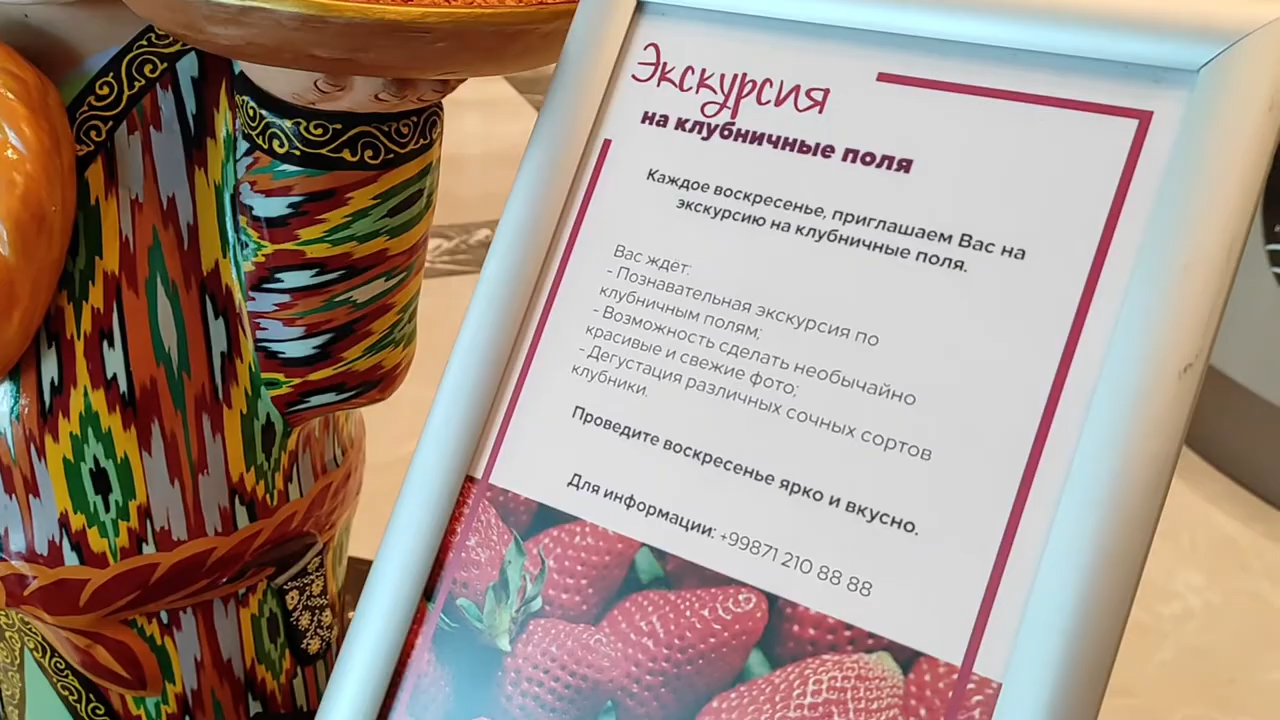 Экскурсия
на клубничные поля
Каждое воскресенье, приглашаем Вас на
экскурсию на клубничные поля.
Вас ждёт:
- Познавательная экскурсия по
клубничным полям;
- Возможность сделать необычайно
красивые и свежие фото;
- Дегустация различных сочных сортов
клубники.
Проведите воскресенье ярко и вкусно.
Для информации: +99871 210 88 88